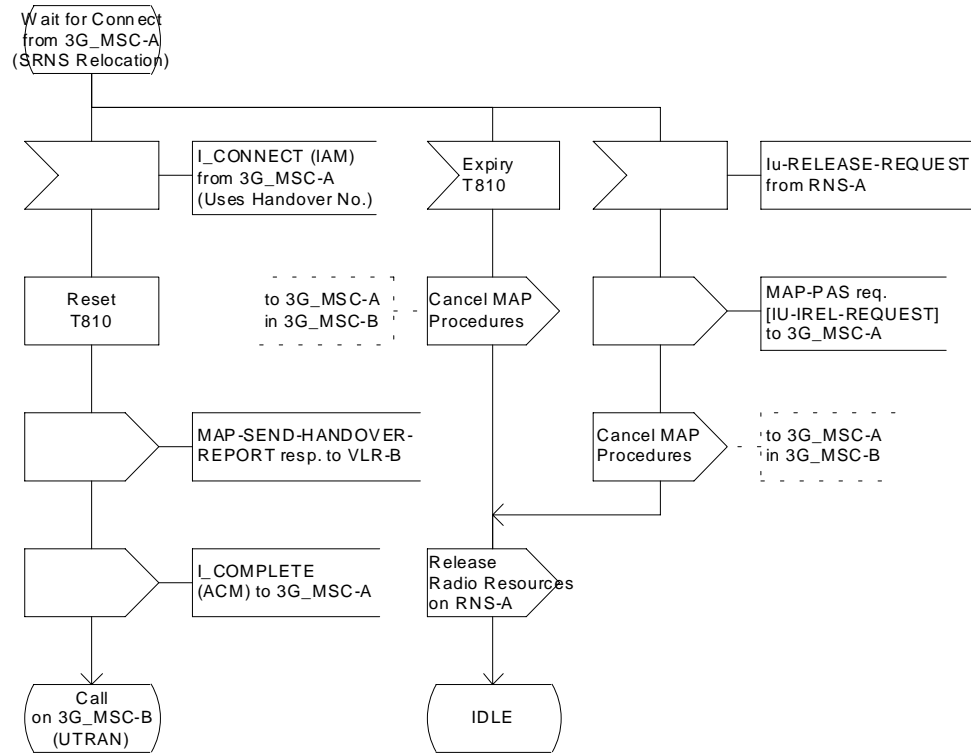 Wait for Connect
from 3G_MSC-A
(SRNS Relocation)
I_CONNECT (IAM)
from 3G_MSC-A
(Uses Handover No.)
Expiry
T810
Iu-RELEASE-REQUEST
from RNS-A
Reset
T810
to 3G_MSC-A
in 3G_MSC-B
Cancel MAP
Procedures
MAP-PAS req.
[IU-IREL-REQUEST]
to 3G_MSC-A
MAP-SEND-HANDOVER-
REPORT resp. to VLR-B
Cancel MAP
Procedures
to 3G_MSC-A
in 3G_MSC-B
I_COMPLETE
(ACM) to 3G_MSC-A
Release
Radio Resources
on RNS-A
Call
on 3G_MSC-B
(UTRAN)
IDLE